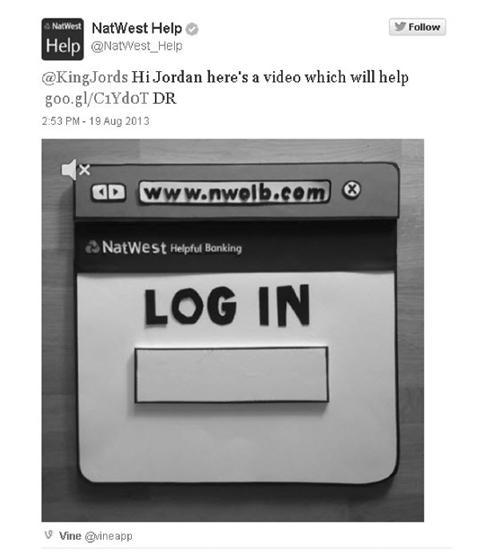 NatWest
Help
NatWest Help
@NatWest_Help
Follow
@KingJords Hi Jordan here's a video which will help
goo.gl/C1YdoT DR
2:53 PM - 19 Aug 2013
www.nwolb.com
NatWest Helpful Banking
LOG IN
Vine @vineapp